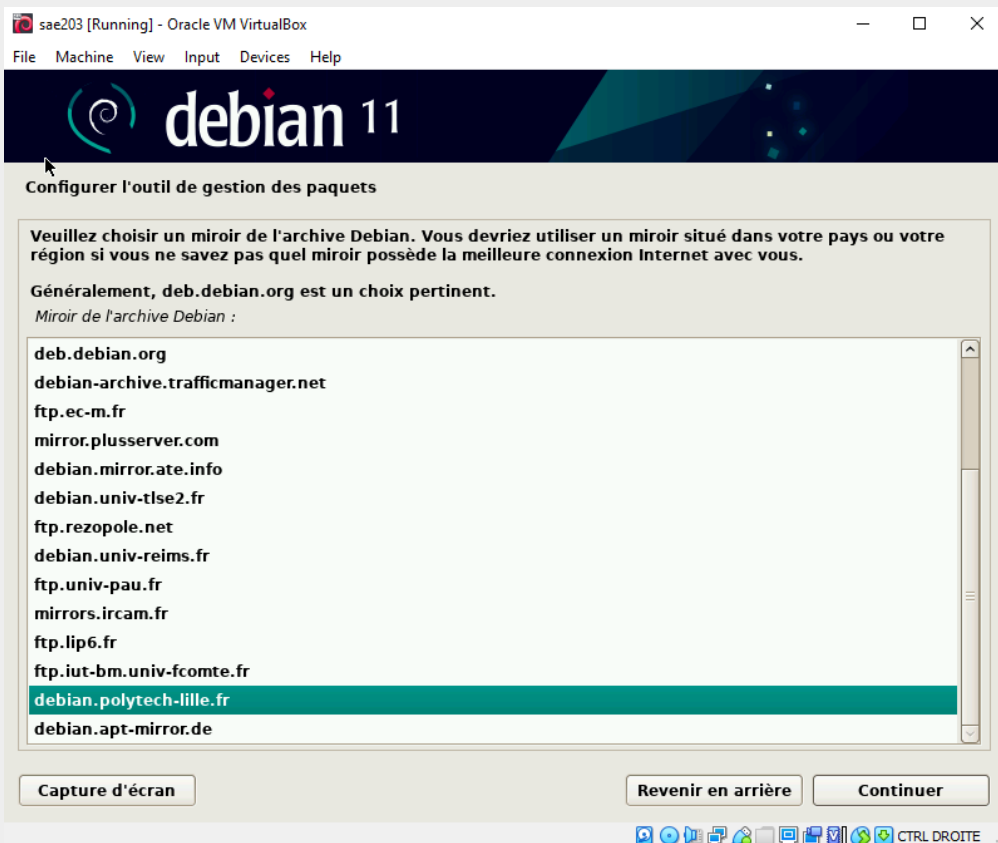 sae203 [Running] - Oracle VM VirtualBox
File Machine View Input Devices Help
debian 11
Configurer l'outil de gestion des paquets
Veuillez choisir un miroir de l'archive Debian. Vous devriez utiliser un miroir situé dans votre pays ou votre
région si vous ne savez pas quel miroir possède la meilleure connexion Internet avec vous.
Généralement, deb.debian.org est un choix pertinent.
Miroir de l'archive Debian :
deb.debian.org
debian-archive.trafficmanager.net
ftp.ec-m.fr
mirror.plusserver.com
debian.mirror.ate.info
debian.univ-tlse2.fr
ftp.rezopole.net
debian.univ-reims.fr
ftp.univ-pau.fr
mirrors.ircam.fr
ftp.lip6.fr
ftp.iut-bm.univ-fcomte.fr
debian.polytech-lille.fr
debian.apt-mirror.de
Capture d'écran Revenir en arrière Continuer
CTRL DROITE